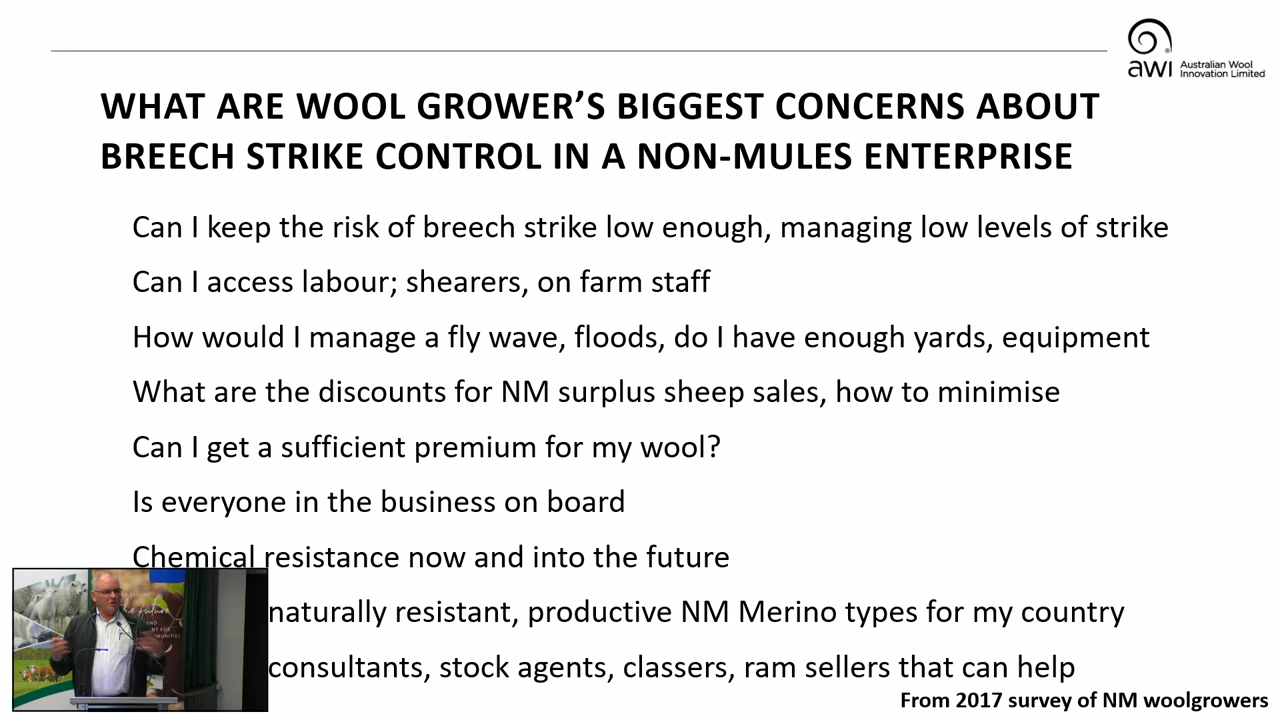 awi Australian Wool
Innovation Limited
WHAT ARE WOOL GROWER’S BIGGEST CONCERNS ABOUT
BREECH STRIKE CONTROL IN A NON-MULES ENTERPRISE
Can I keep the risk of breech strike low enough, managing low levels of strike
Can I access labour; shearers, on farm staff
How would I manage a fly wave, floods, do I have enough yards, equipment
What are the discounts for NM surplus sheep sales, how to minimise
Can I get a sufficient premium for my wool?
Is everyone in the business on board
Chemical resistance now and into the future
naturally resistant, productive NM Merino types for my country
consultants, stock agents, classers, ram sellers that can help
From 2017 survey of NM woolgrowers